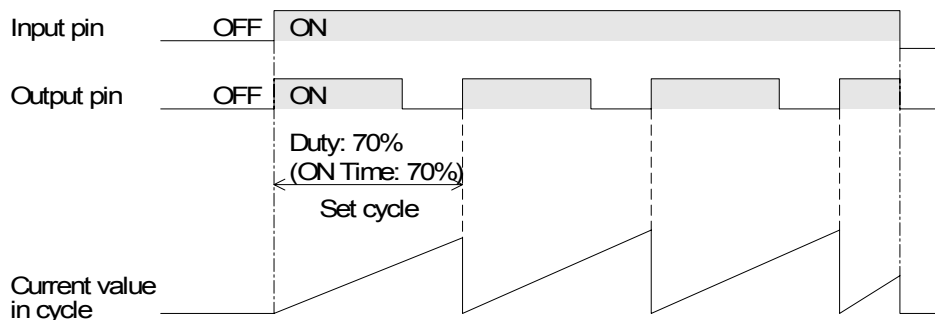 Input pin OFF ON
Output pin OFF ON
Duty: 70%
(ON Time: 70%)
Set cycle
Current value
in cycle